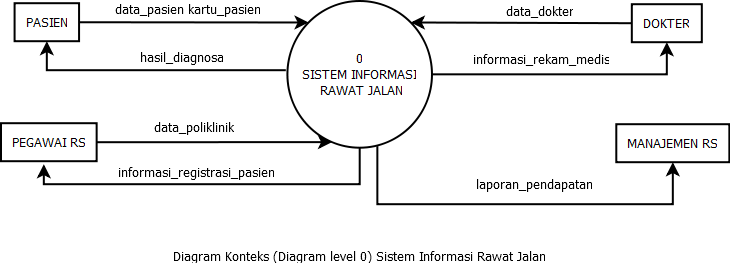 PASIEN
data_pasien kartu_pasien
data_dokter
DOKTER
hasil_diagnosa
0
SISTEM INFORMASI
RAWAT JALAN
informasi_rekam_medis
PEGAWAI RS
data_poliklinik
MANAJEMEN RS
informasi_registrasi_pasien
laporan_pendapatan
Diagram Konteks (Diagram level 0) Sistem Informasi Rawat Jalan